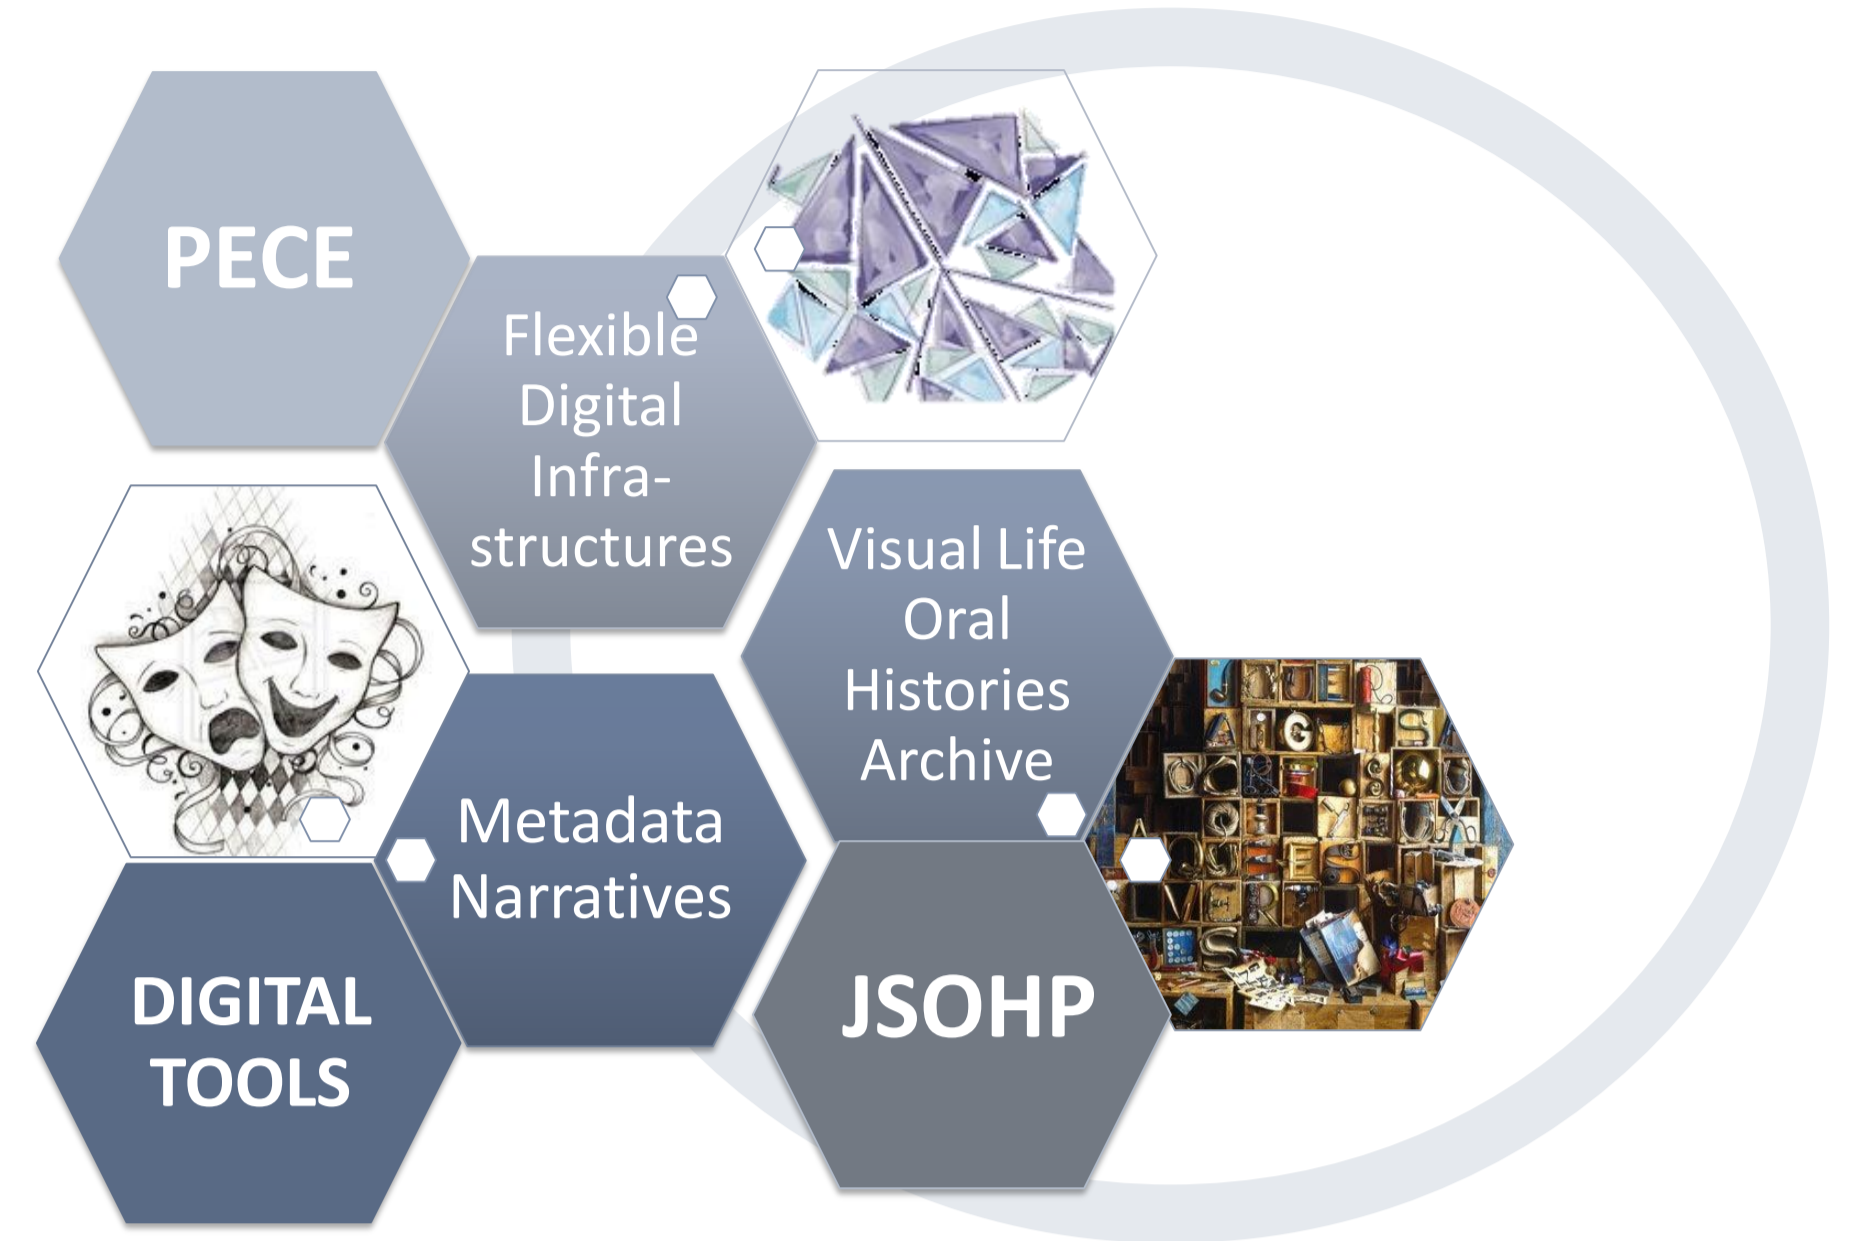 PECE
Flexible
Digital
Infra-
structures
Visual Life
Oral
Histories
Archive
Metadata
Narratives
DIGITAL
TOOLS
JSOHP